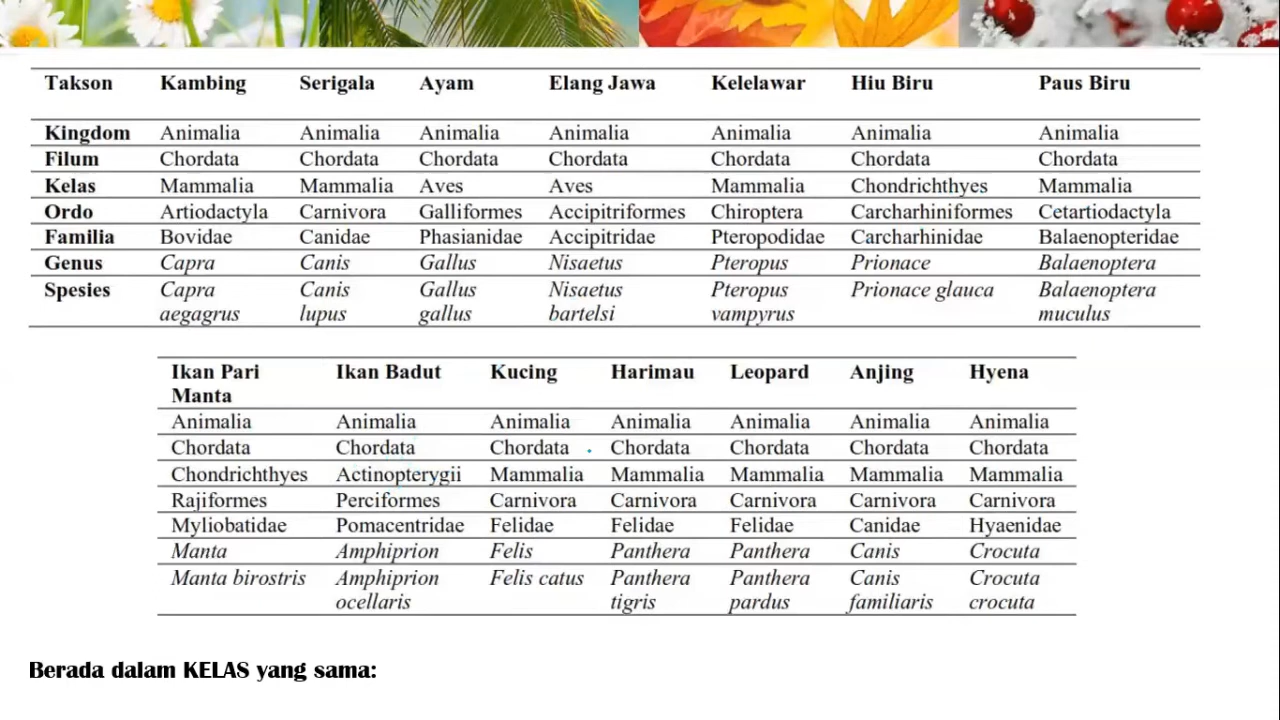 Takson Kambing Serigala Ayam Elang Jawa Kelelawar Hiu Biru Paus Biru
Kingdom Animalia Animalia Animalia Animalia Animalia Animalia Animalia
Filum Chordata Chordata Chordata Chordata Chordata Chordata Chordata
Kelas Mammalia Mammalia Aves Aves Mammalia Chondrichthyes Mammalia
Ordo Artiodactyla Carnivora Galliformes Accipitriformes Chiroptera Carcharhiniformes Cetartiodactyla
Familia Bovidae Canidae Phasianidae Accipitridae Pteropodidae Carcharhinidae Balaenopteridae
Genus Capra Canis Gallus Nisaetus Pteropus Prionace Balaenoptera
Spesies Capra Canis Gallus Nisaetus Pteropus Prionace glauca Balaenoptera
aegagrus lupus gallus bartelsi vampyrus muculus
Ikan Pari Ikan Badut Kucing Harimau Leopard Anjing Hyena
Manta
Animalia Animalia Animalia Animalia Animalia Animalia Animalia
Chordata Chordata Chordata Chordata Chordata Chordata Chordata
Chondrichthyes Actinopterygii Mammalia Mammalia Mammalia Mammalia Mammalia
Rajiformes Perciformes Carnivora Carnivora Carnivora Carnivora Carnivora
Myliobatidae Pomacentridae Felidae Felidae Felidae Canidae Hyaenidae
Manta Amphiprion Felis Panthera Panthera Canis Crocuta
Manta birostris Amphiprion Felis catus Panthera Panthera Canis Crocuta
ocellaris tigris pardus familiaris crocuta
Berada dalam KELAS yang sama: